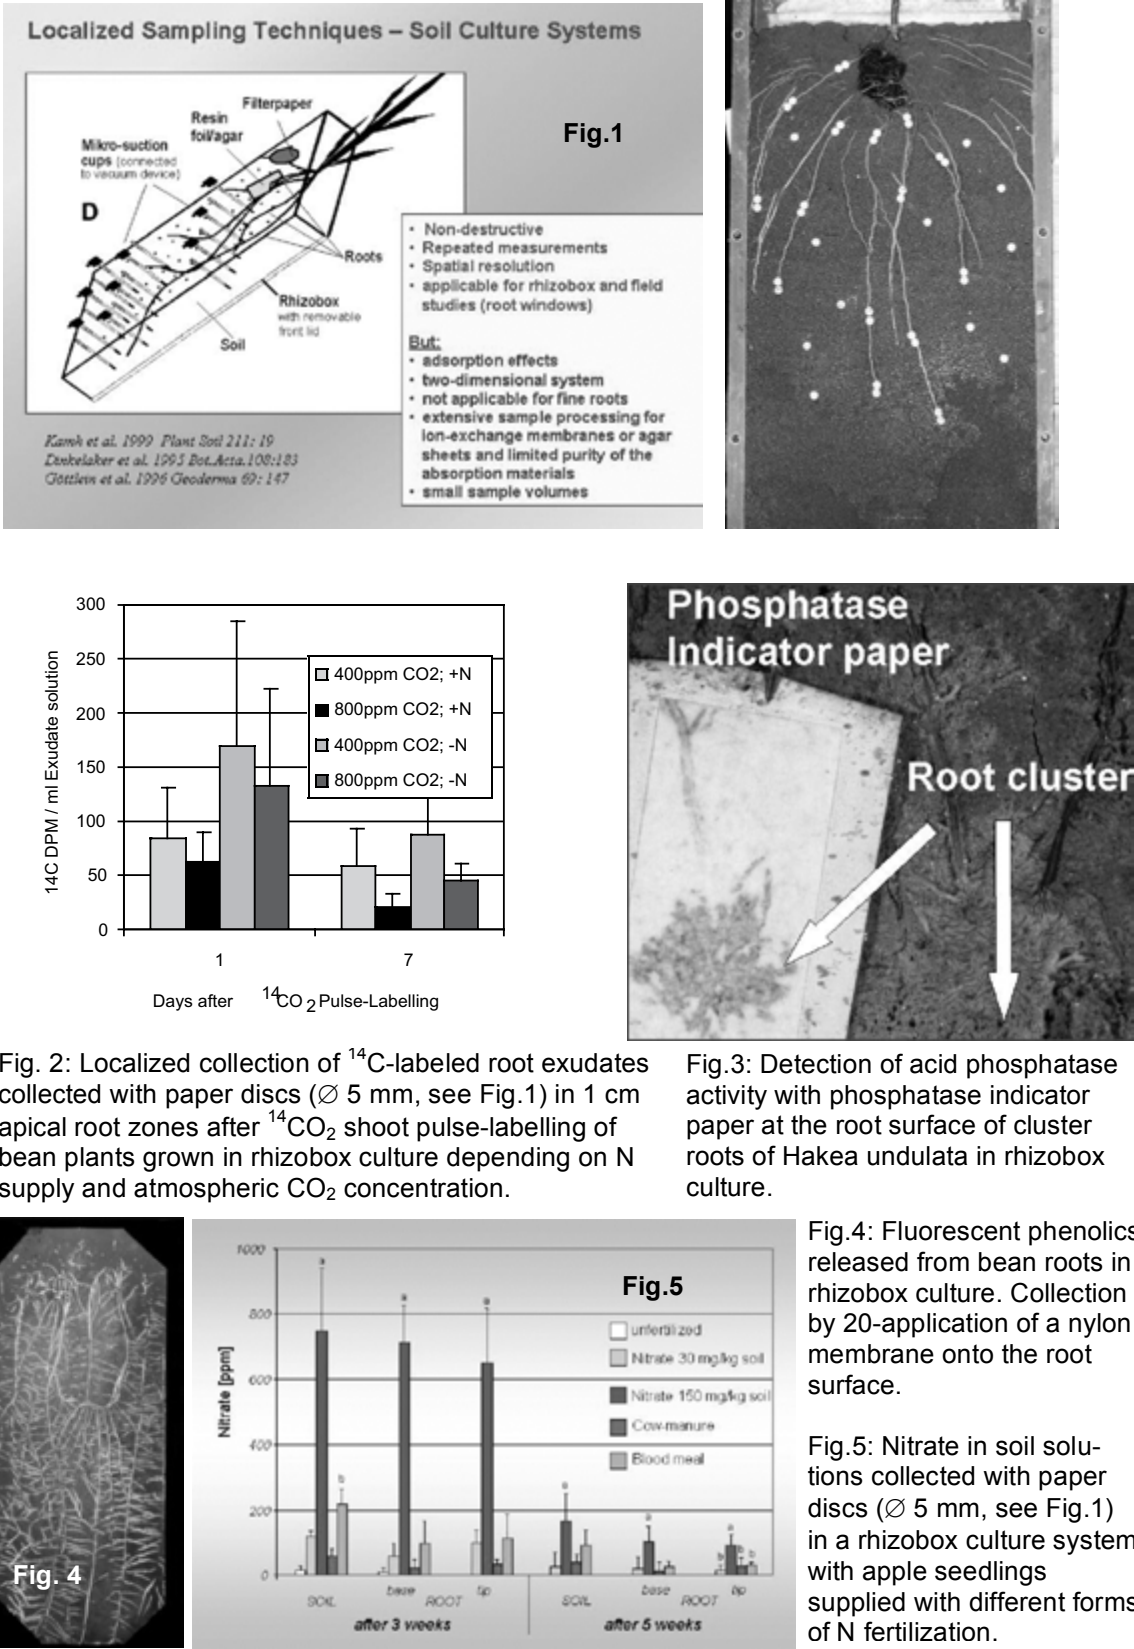 Localized Sampling Techniques – Soil Culture Systems
Fig.1
Filterpaper
Resin
foil/agar
Mikro-suction
cups (connected
to vacuum device)
D
Roots
Rhizobox
with removable
front lid
Soil
• Non-destructive
• Repeated measurements
• Spatial resolution
• applicable for rhizobox and field
studies (root windows)
But:
• adsorption effects
• two-dimensional system
• not applicable for fine roots
• extensive sample processing for
ion-exchange membranes or agar
sheets and limited purity of the
absorption materials
• small sample volumes
Kamh et al. 1999 Plant Soil 211: 19
Dinkelaker et al. 1995 Bot.Acta.108:183
Göttlein et al. 1996 Geoderma 69: 147
300
250
200
150
100
50
0
14C DPM / ml Exudate solution
400ppm CO2; +N
800ppm CO2; +N
400ppm CO2; -N
800ppm CO2; -N
1
7
Days after 14CO2 Pulse-Labelling
Phosphatase
Indicator paper
Root cluster
Fig. 2: Localized collection of 14C-labeled root exudates
collected with paper discs (∅ 5 mm, see Fig.1) in 1 cm
apical root zones after 14CO2 shoot pulse-labelling of
bean plants grown in rhizobox culture depending on N
supply and atmospheric CO2 concentration.
Fig.3: Detection of acid phosphatase
activity with phosphatase indicator
paper at the root surface of cluster
roots of Hakea undulata in rhizobox
culture.
Fig. 4
Fig.5
1000
800
600
400
200
0
Nitrate [ppm]
unfertilized
Nitrate 30 mg/kg soil
Nitrate 150 mg/kg soil
Cow-manure
Blood meal
a
a
a
b
a
a
a
b
b
b
SOIL
base
ROOT
tip
SOIL
base
ROOT
tip
after 3 weeks
after 5 weeks
Fig.4: Fluorescent phenolics
released from bean roots in
rhizobox culture. Collection
by 20-application of a nylon
membrane onto the root
surface.
Fig.5: Nitrate in soil solu-
tions collected with paper
discs (∅ 5 mm, see Fig.1)
in a rhizobox culture system
with apple seedlings
supplied with different forms
of N fertilization.